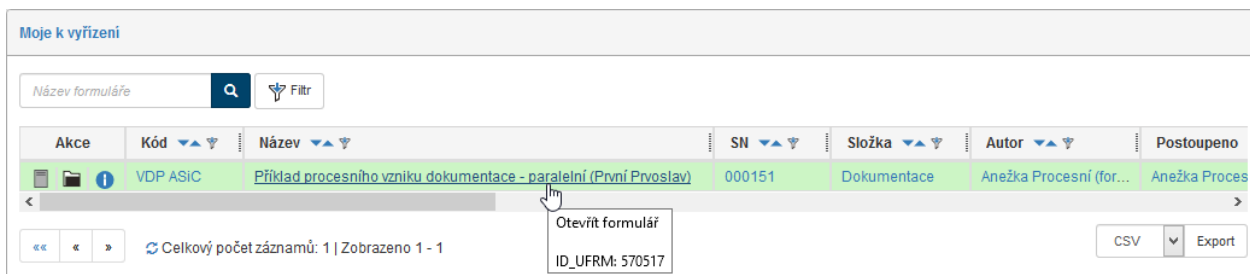 Moje k vyřízení
Název formuláře Filtr
Akce Kód Název SN Složka Autor Postoupeno
VDP ASiC Příklad procesního vzniku dokumentace - paralelní (První Prvoslav) 000151 Dokumentace Anežka Procesní (for... Anežka Proces
Otevřít formulář
«« « » Celkový počet záznamů: 1 | Zobrazeno 1 - 1 CSV Export
ID_UFRM: 570517